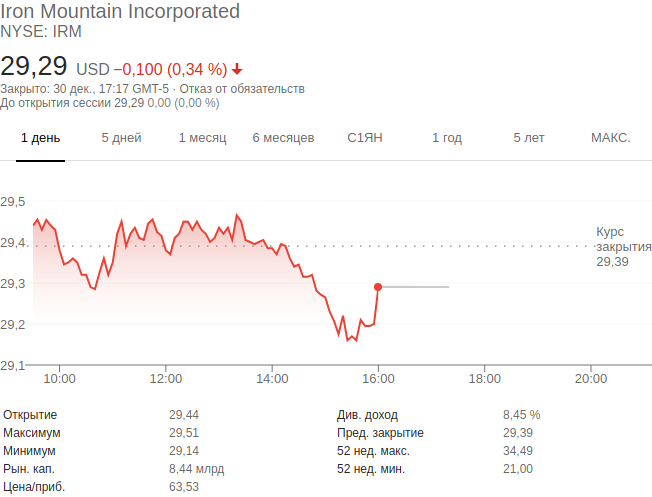 Iron Mountain Incorporated
NYSE: IRM
29,29 USD −0,100 (0,34 %)
Закрыто: 30 дек., 17:17 GMT-5 · Отказ от обязательств
До открытия сессии 29,29 0,00 (0,00 %)
1 день 5 дней 1 месяц 6 месяцев С1ЯН 1 год 5 лет МАКС.
29,5
29,4
29,3
29,2
29,1
Курс
закрытия
29,39
10:00 12:00 14:00 16:00 18:00 20:00
Открытие 29,44
Максимум 29,51
Минимум 29,14
Рын. кап. 8,44 млрд
Цена/приб. 63,53
Див. доход 8,45 %
Пред. закрытие 29,39
52 нед. макс. 34,49
52 нед. мин. 21,00